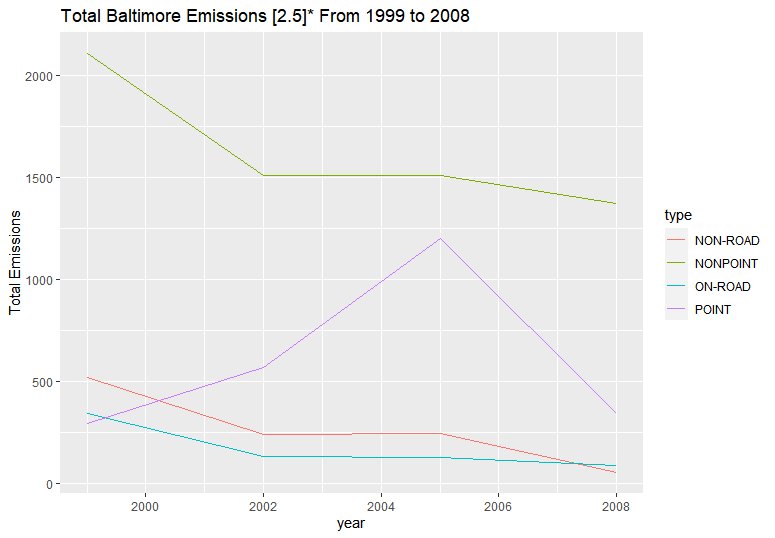 Total Baltimore Emissions [2.5]* From 1999 to 2008
Total Emissions
2000
1500
1000
500
0
2000
2002
2004
2006
2008
year
type
NON-ROAD
NONPOINT
ON-ROAD
POINT